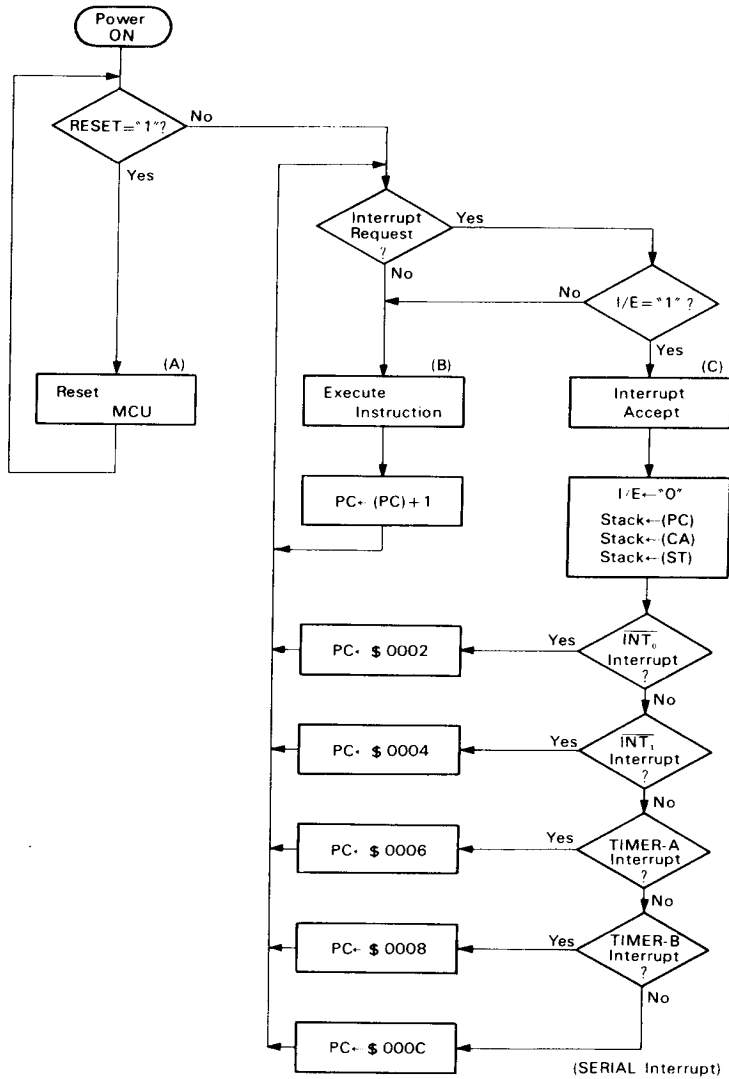 Power
ON
RESET="1"?
No
Yes
Interrupt
Request
?
Yes
No
I/E="1"?
No
Yes
(A)
Reset
MCU
(B)
Execute
Instruction
(C)
Interrupt
Accept
PC←(PC)+1
I/E←"0"
Stack←(PC)
Stack←(CA)
Stack←(ST)
INT₀
Interrupt
?
Yes
No
PC← $0002
INT₁
Interrupt
?
Yes
No
PC← $0004
TIMER-A
Interrupt
?
Yes
No
PC← $0006
TIMER-B
Interrupt
?
Yes
No
PC← $0008
PC← $000C
(SERIAL Interrupt)